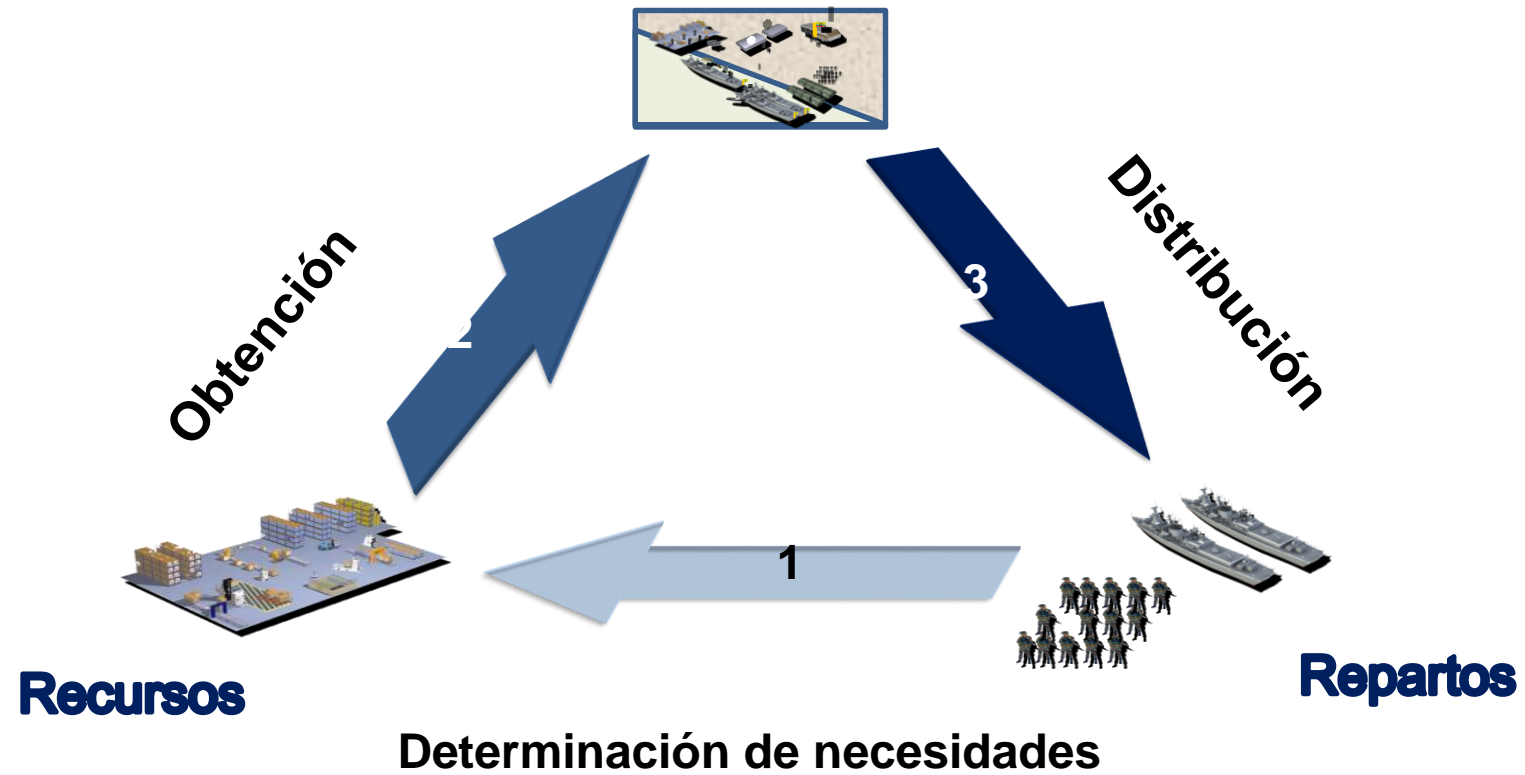 Obtención
Distribución
2
3
1
Recursos
Repartos
Determinación de necesidades